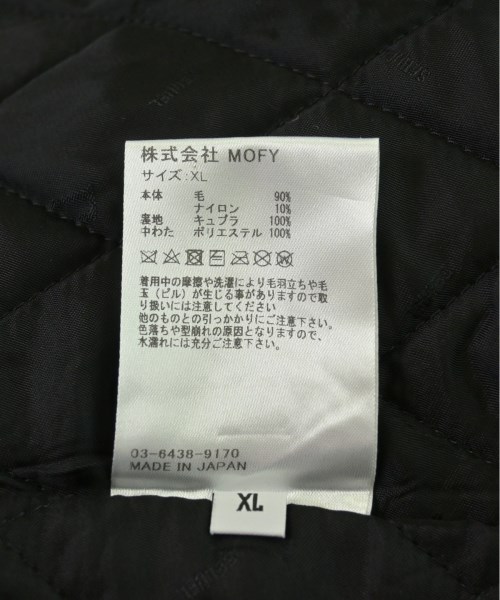 株式会社 MOFY
サイズ:XL
本体 毛 90%
ナイロン 10%
裏地 キュプラ 100%
中わた ポリエステル 100%
着用中の摩擦や洗濯により毛羽立ちや毛
玉(ピル)が生じる事がありますので取
り扱いには注意してください
他のものとの引っかかりにご注意下さい。
色落ちや型崩れの原因となりますので、
水濡れには充分ご注意下さい。
03-6438-9170
MADE IN JAPAN
XL